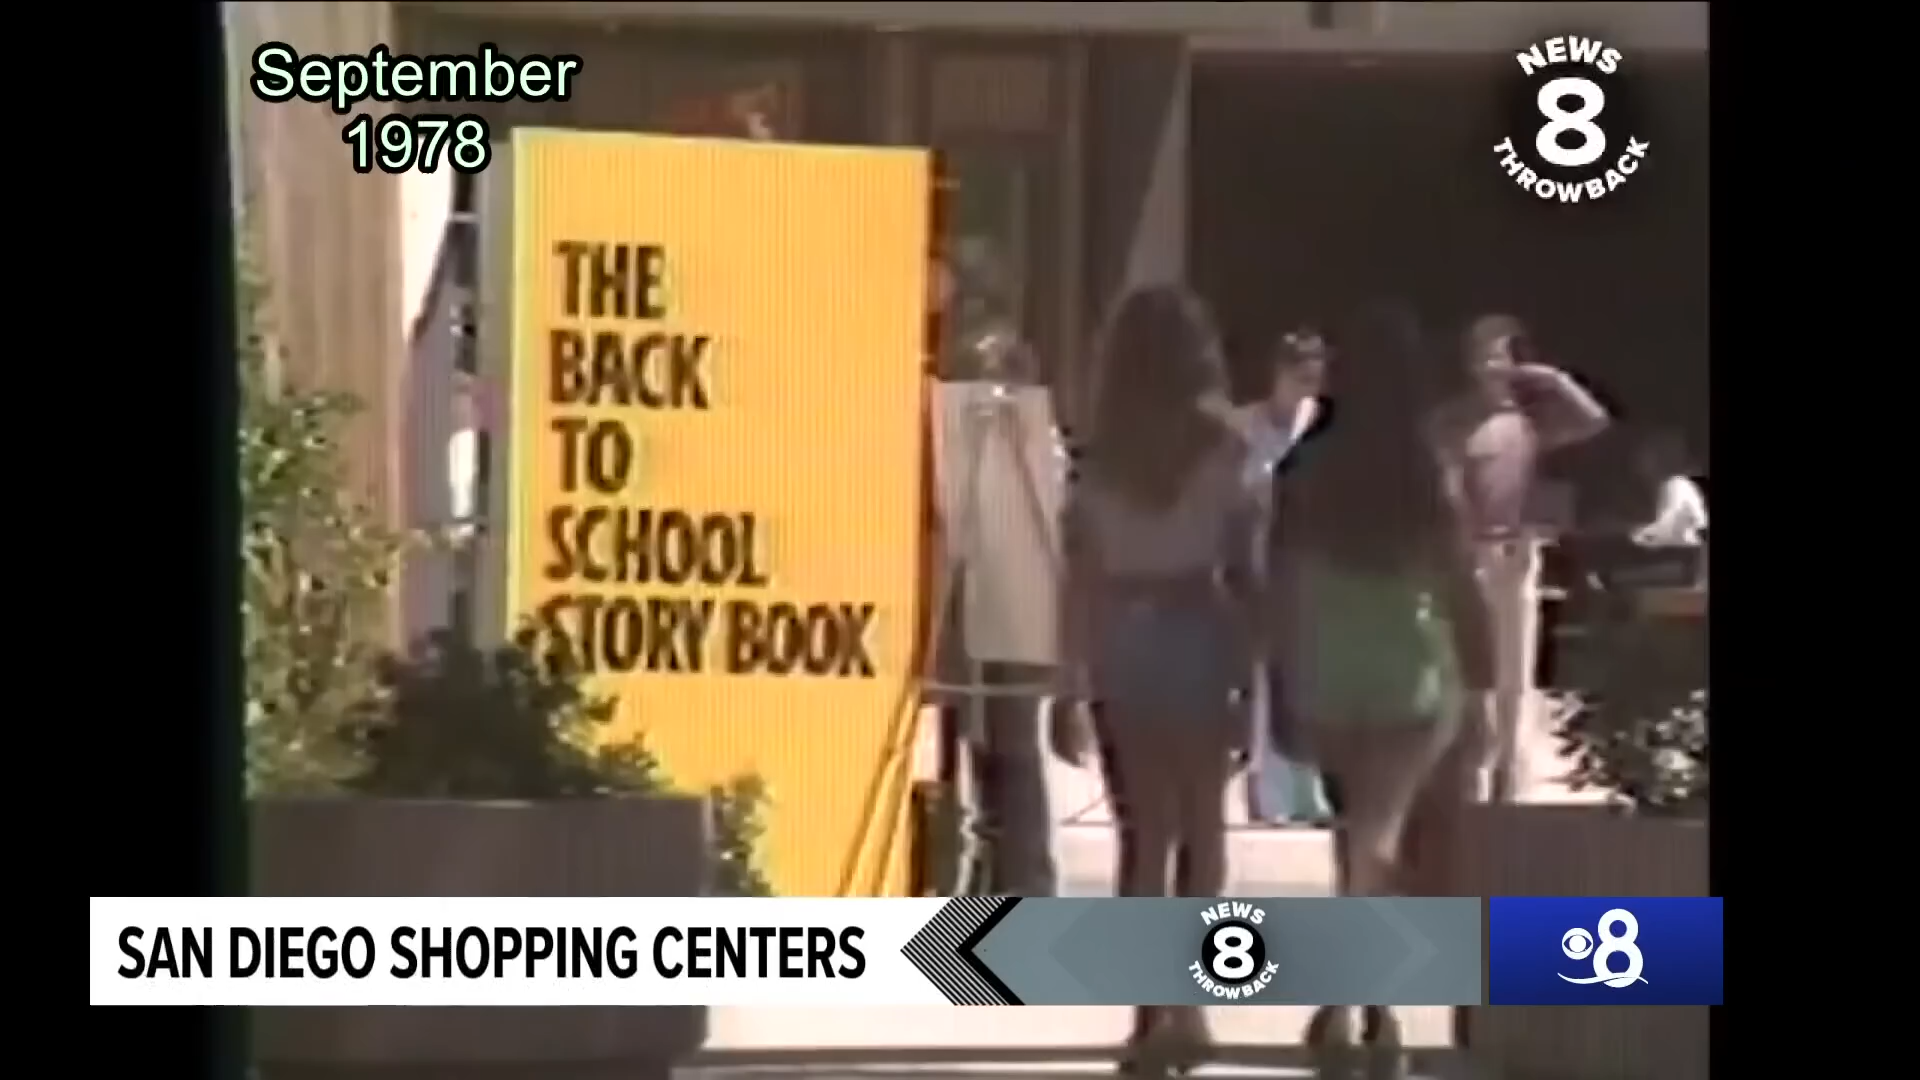 September
1978
NEWS
8
THROWBACK
THE
BACK
TO
SCHOOL
STORY BOOK
SAN DIEGO SHOPPING CENTERS
NEWS
8
THROWBACK
8